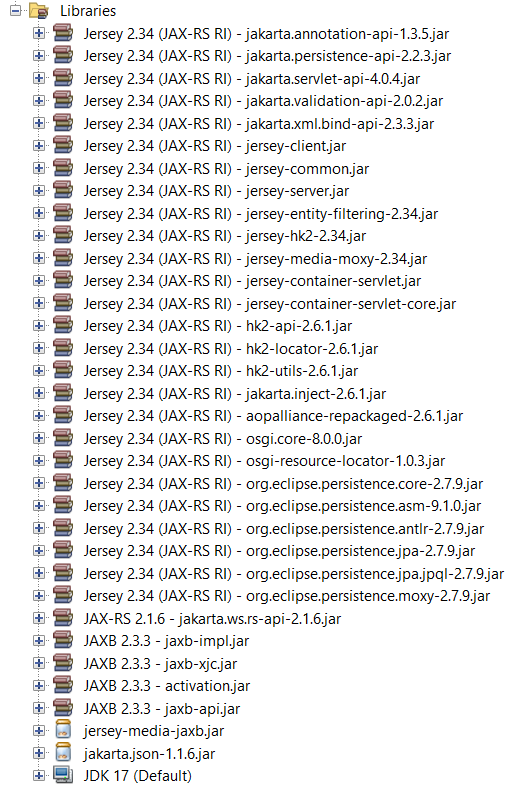 Libraries
Jersey 2.34 (JAX-RS RI) - jakarta.annotation-api-1.3.5.jar
Jersey 2.34 (JAX-RS RI) - jakarta.persistence-api-2.2.3.jar
Jersey 2.34 (JAX-RS RI) - jakarta.servlet-api-4.0.4.jar
Jersey 2.34 (JAX-RS RI) - jakarta.validation-api-2.0.2.jar
Jersey 2.34 (JAX-RS RI) - jakarta.xml.bind-api-2.3.3.jar
Jersey 2.34 (JAX-RS RI) - jersey-client.jar
Jersey 2.34 (JAX-RS RI) - jersey-common.jar
Jersey 2.34 (JAX-RS RI) - jersey-server.jar
Jersey 2.34 (JAX-RS RI) - jersey-entity-filtering-2.34.jar
Jersey 2.34 (JAX-RS RI) - jersey-hk2-2.34.jar
Jersey 2.34 (JAX-RS RI) - jersey-media-moxy-2.34.jar
Jersey 2.34 (JAX-RS RI) - jersey-container-servlet.jar
Jersey 2.34 (JAX-RS RI) - jersey-container-servlet-core.jar
Jersey 2.34 (JAX-RS RI) - hk2-api-2.6.1.jar
Jersey 2.34 (JAX-RS RI) - hk2-locator-2.6.1.jar
Jersey 2.34 (JAX-RS RI) - hk2-utils-2.6.1.jar
Jersey 2.34 (JAX-RS RI) - jakarta.inject-2.6.1.jar
Jersey 2.34 (JAX-RS RI) - aopalliance-repackaged-2.6.1.jar
Jersey 2.34 (JAX-RS RI) - osgi.core-8.0.0.jar
Jersey 2.34 (JAX-RS RI) - osgi-resource-locator-1.0.3.jar
Jersey 2.34 (JAX-RS RI) - org.eclipse.persistence.core-2.7.9.jar
Jersey 2.34 (JAX-RS RI) - org.eclipse.persistence.asm-9.1.0.jar
Jersey 2.34 (JAX-RS RI) - org.eclipse.persistence.antlr-2.7.9.jar
Jersey 2.34 (JAX-RS RI) - org.eclipse.persistence.jpa-2.7.9.jar
Jersey 2.34 (JAX-RS RI) - org.eclipse.persistence.jpa.jpql-2.7.9.jar
Jersey 2.34 (JAX-RS RI) - org.eclipse.persistence.moxy-2.7.9.jar
JAX-RS 2.1.6 - jakarta.ws.rs-api-2.1.6.jar
JAXB 2.3.3 - jaxb-impl.jar
JAXB 2.3.3 - jaxb-xjc.jar
JAXB 2.3.3 - activation.jar
JAXB 2.3.3 - jaxb-api.jar
jersey-media-jaxb.jar
jakarta.json-1.1.6.jar
JDK 17 (Default)